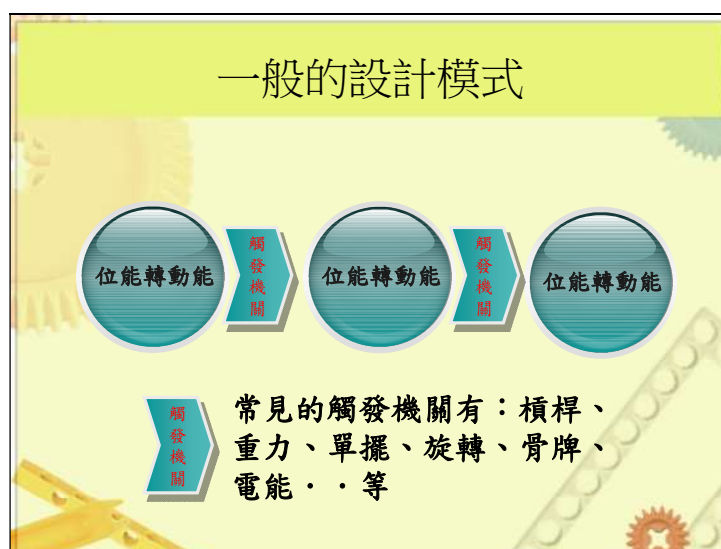 一般的設計模式
位能轉動能
觸發機關
位能轉動能
觸發機關
位能轉動能
觸發機關
常見的觸發機關有：槓桿、
重力、單擺、旋轉、骨牌、
電能．．等